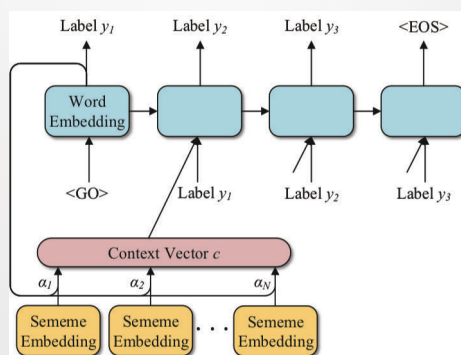 Label y1 Label y2 Label y3 <EOS>
Word
Embedding
<GO> Label y1 Label y2 Label y3
Context Vector c
α1 α2 αN
Sememe Sememe Sememe
Embedding Embedding ... Embedding